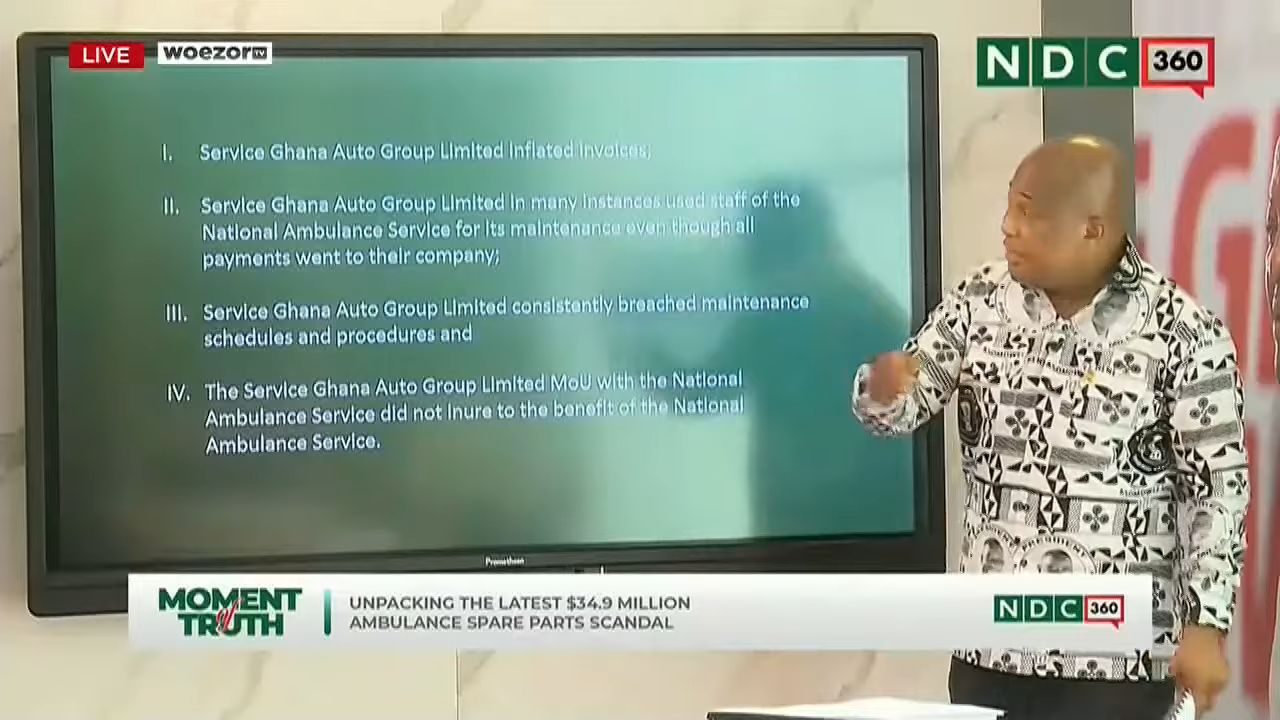 LIVE
woezor tv
NDC 360
I. Service Ghana Auto Group Limited inflated invoices;
II. Service Ghana Auto Group Limited in many instances used staff of the
National Ambulance Service for its maintenance even though all
payments went to their company;
III. Service Ghana Auto Group Limited consistently breached maintenance
schedules and procedures and
IV. The Service Ghana Auto Group Limited MoU with the National
Ambulance Service did not inure to the benefit of the National
Ambulance Service.
Promethean
MOMENT
of
TRUTH
UNPACKING THE LATEST $34.9 MILLION
AMBULANCE SPARE PARTS SCANDAL
NDC 360
PRESIDENT